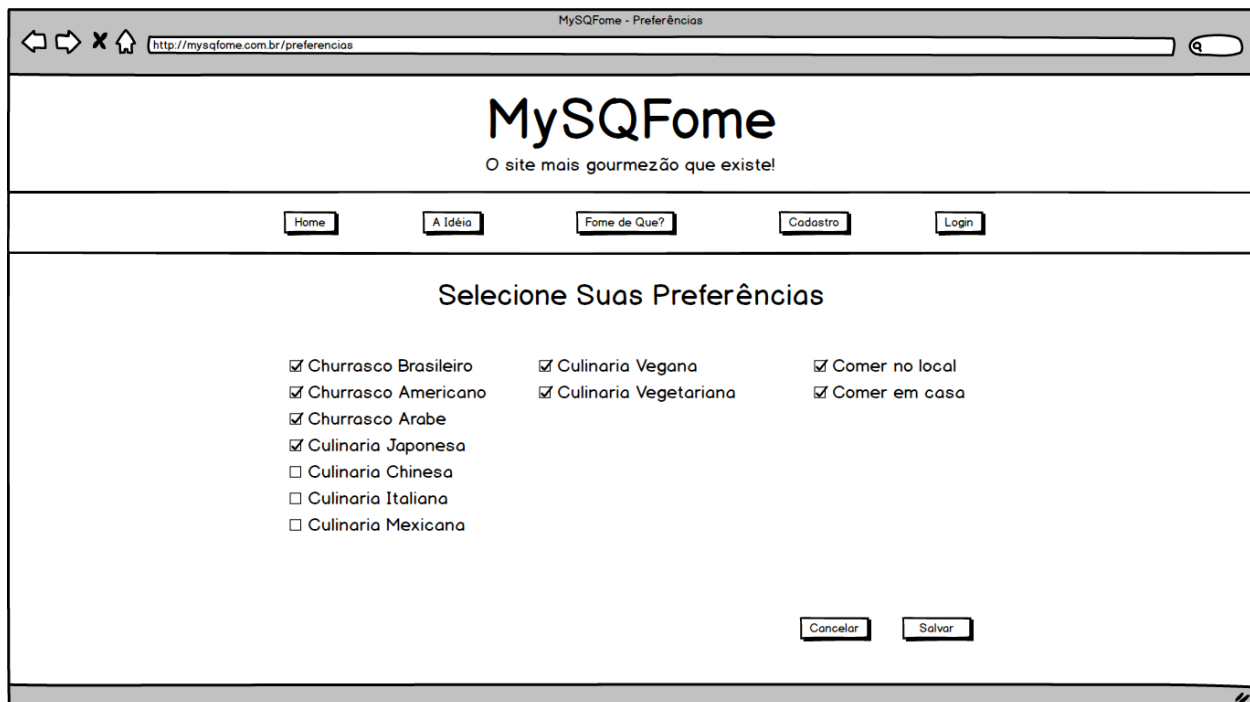 MySQFome - Preferências
http://mysqfome.com.br/preferencias
MySQFome
O site mais gourmezão que existe!
Home
A Idéia
Fome de Que?
Cadastro
Login
Selecione Suas Preferências
Churrasco Brasileiro
Churrasco Americano
Churrasco Arabe
Culinaria Japonesa
Culinaria Chinesa
Culinaria Italiana
Culinaria Mexicana
Culinaria Vegana
Culinaria Vegetariana
Comer no local
Comer em casa
Cancelar
Salvar